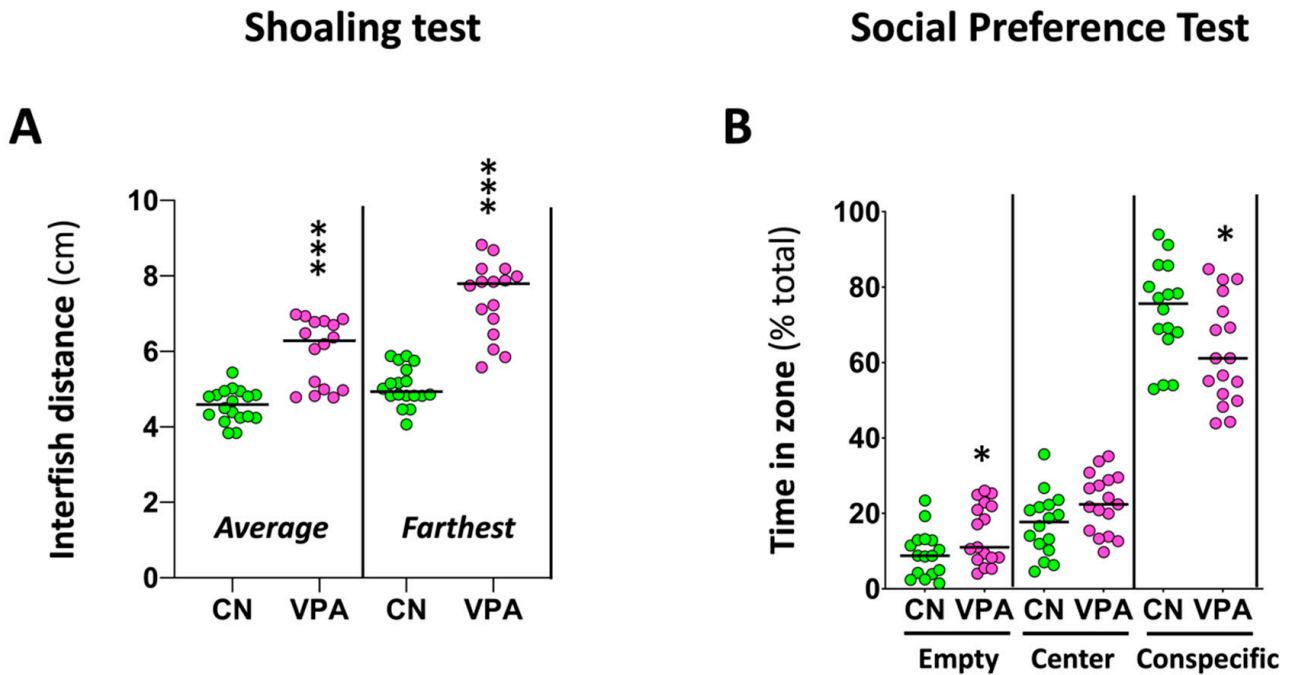 Shoaling test
Social Preference Test
A
B
Interfish distance (cm)
10
8
6
4
2
0
***
***
Average
Farthest
CN VPA CN VPA
Time in zone (% total)
100
80
60
40
20
0
*
*
CN VPA CN VPA CN VPA
Empty Center Conspecific